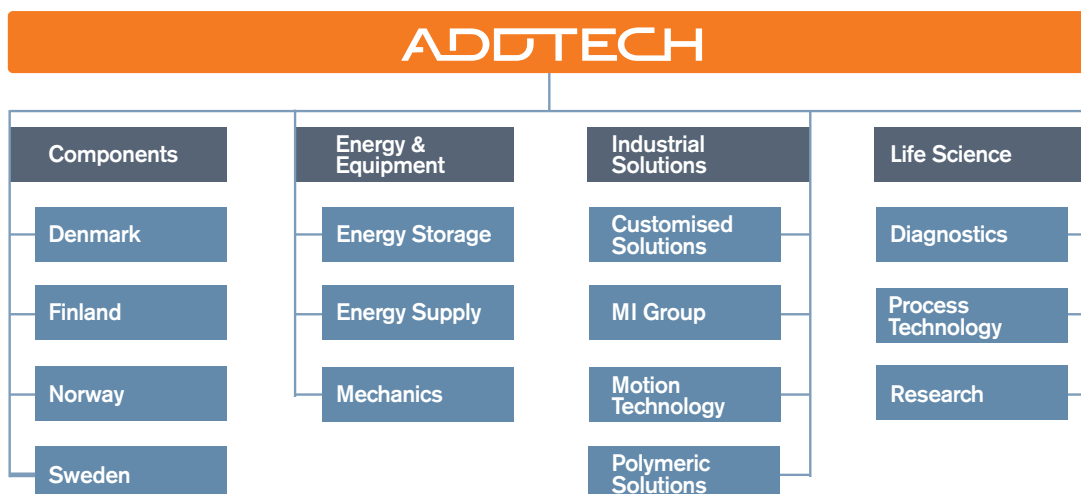 ADDTECH
Components
Denmark
Finland
Norway
Sweden
Energy &
Equipment
Energy Storage
Energy Supply
Mechanics
Industrial
Solutions
Customised
Solutions
MI Group
Motion
Technology
Polymeric
Solutions
Life Science
Diagnostics
Process
Technology
Research